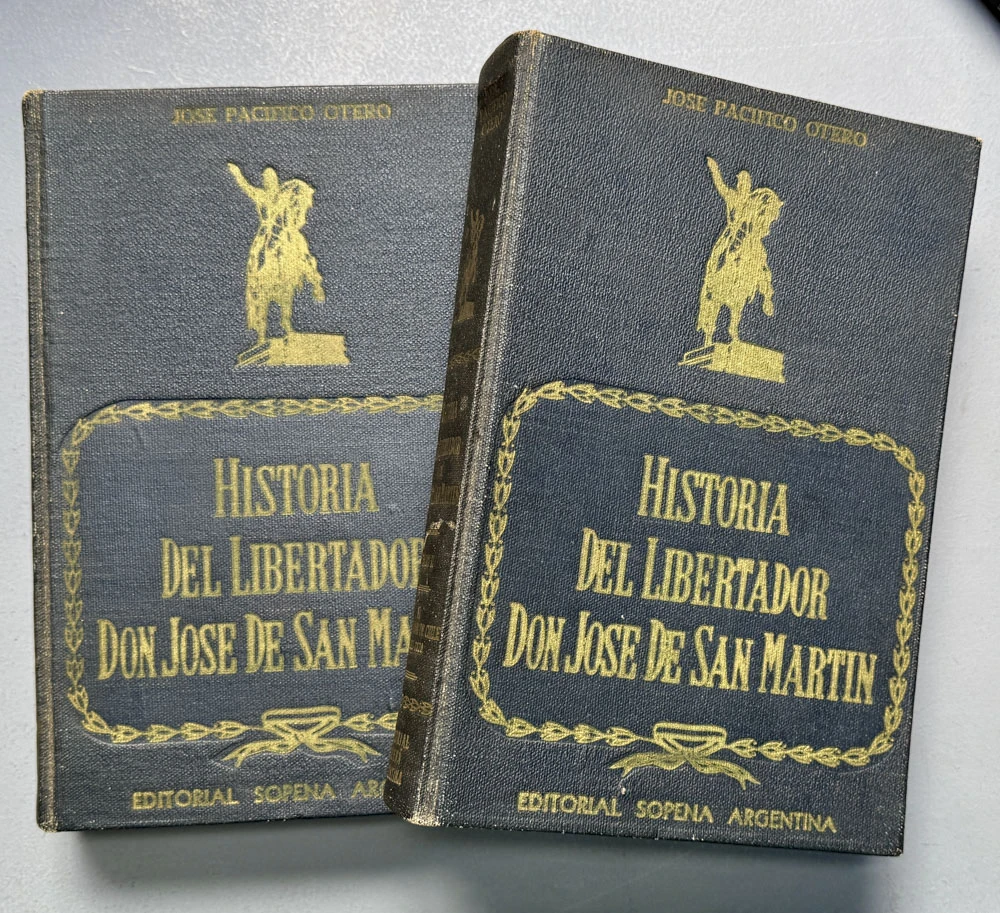 JOSE PACIFICO OTERO
HISTORIA
DEL LIBERTADOR
DON JOSE DE SAN MA
EDITORIAL SOPENA AR
JOSE PACIFICO OTERO
HISTORIA
DEL LIBERTADOR
DON JOSE DE SAN MARTIN
EDITORIAL SOPENA ARGENTINA